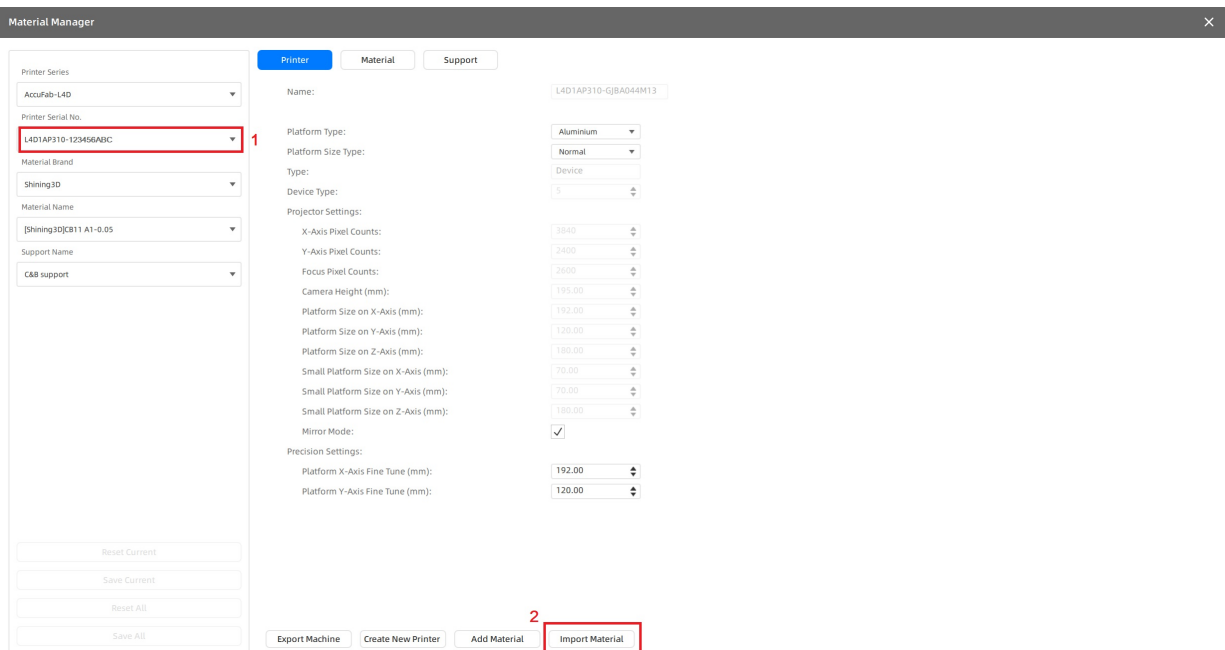 Material Manager
Printer Series
AccuFab-L4D
Printer Serial No.
L4D1AP310-123456ABC
1
Material Brand
Shining3D
Material Name
[Shining3D]CB11 A1-0.05
Support Name
C&B support
Reset Current
Save Current
Reset All
Save All
Printer Material Support
Name: L4D1AP310-GJBA044M13
Platform Type: Aluminium
Platform Size Type: Normal
Type: Device
Device Type: 5
Projector Settings:
X-Axis Pixel Counts: 3840
Y-Axis Pixel Counts: 2400
Focus Pixel Counts: 2600
Camera Height (mm): 195.00
Platform Size on X-Axis (mm): 192.00
Platform Size on Y-Axis (mm): 120.00
Platform Size on Z-Axis (mm): 180.00
Small Platform Size on X-Axis (mm): 70.00
Small Platform Size on Y-Axis (mm): 70.00
Small Platform Size on Z-Axis (mm): 180.00
Mirror Mode:
Precision Settings:
Platform X-Axis Fine Tune (mm): 192.00
Platform Y-Axis Fine Tune (mm): 120.00
2
Export Machine Create New Printer Add Material Import Material